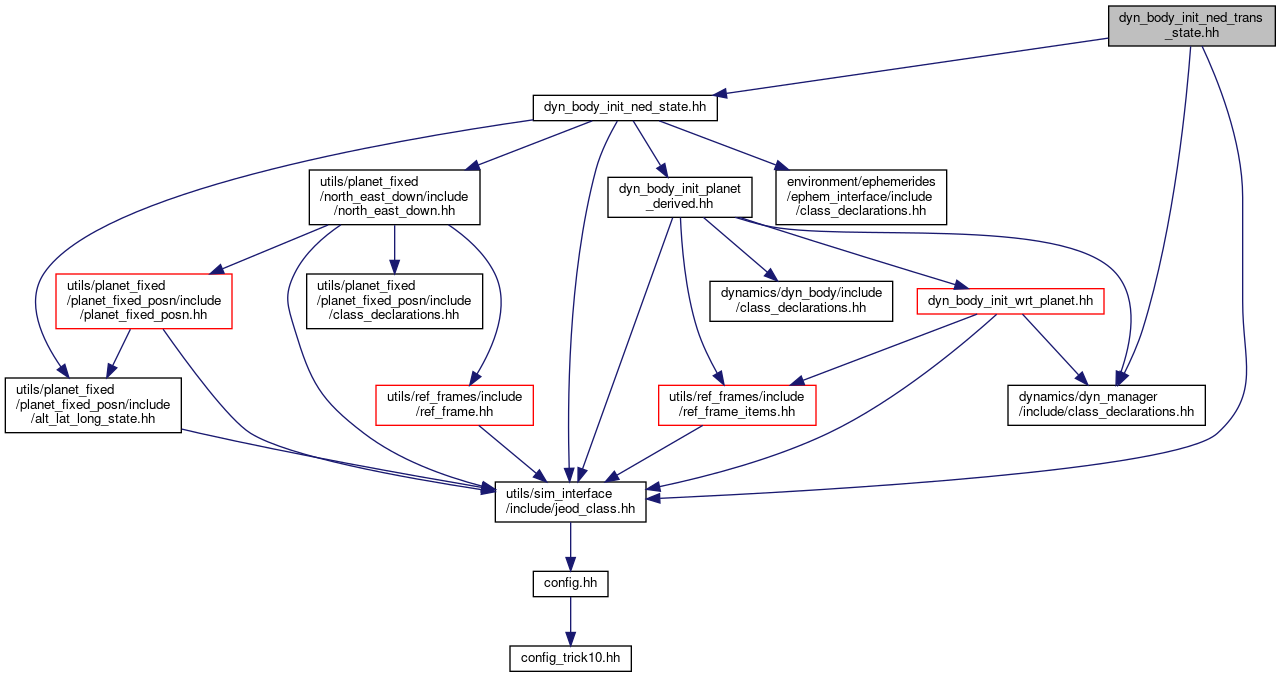 dyn_body_init_ned_trans
_state.hh
dyn_body_init_ned_state.hh
utils/planet_fixed
/north_east_down/include
/north_east_down.hh
dyn_body_init_planet
_derived.hh
environment/ephemerides
/ephem_interface/include
/class_declarations.hh
utils/planet_fixed
/planet_fixed_posn/include
/planet_fixed_posn.hh
utils/planet_fixed
/planet_fixed_posn/include
/class_declarations.hh
dynamics/dyn_body/include
/class_declarations.hh
dyn_body_init_wrt_planet.hh
utils/planet_fixed
/planet_fixed_posn/include
/alt_lat_long_state.hh
utils/ref_frames/include
/ref_frame.hh
utils/ref_frames/include
/ref_frame_items.hh
dynamics/dyn_manager
/include/class_declarations.hh
utils/sim_interface
/include/jeod_class.hh
config.hh
config_trick10.hh